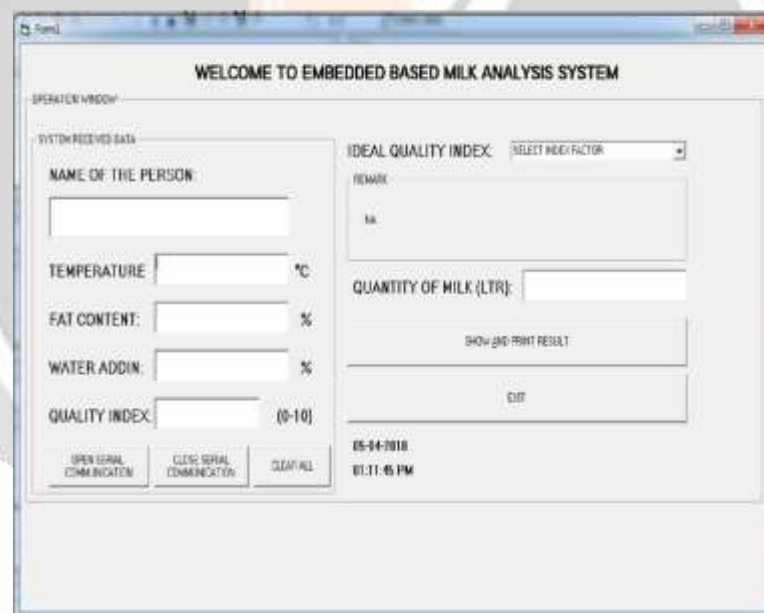 Form1
WELCOME TO EMBEDDED BASED MILK ANALYSIS SYSTEM
OPERATION WINDOW
SYSTEM RECEIVED DATA
NAME OF THE PERSON:
TEMPERATURE °C
FAT CONTENT: %
WATER ADDIN: %
QUALITY INDEX: (0-10)
OPEN SERIAL COMMUNICATION
CLOSE SERIAL COMMUNICATION
CLEAR ALL
IDEAL QUALITY INDEX: SELECT INDEX FACTOR
REMARK
NA
QUANTITY OF MILK (LTR):
SHOW AND PRINT RESULT
EXIT
05-04-2018
01:11:45 PM